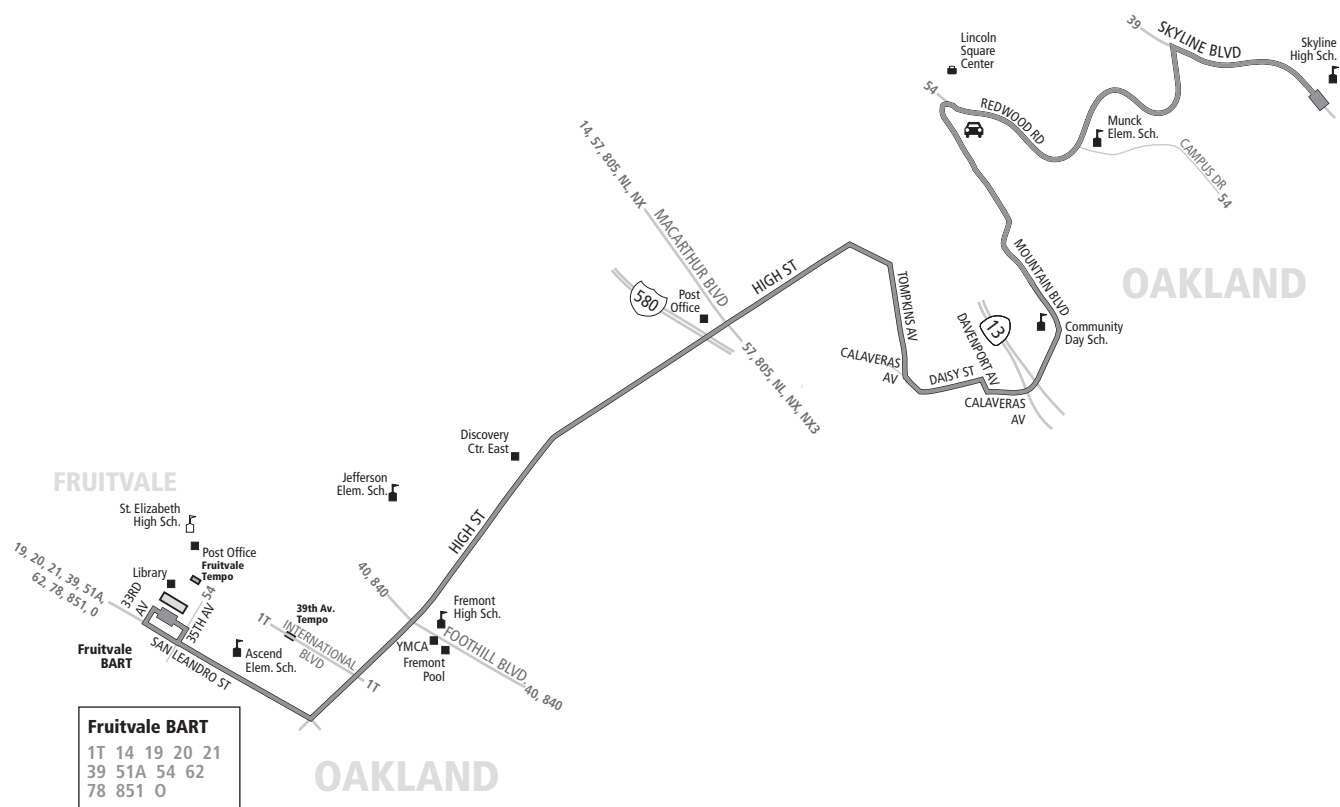 39
SKYLINE BLVD
Skyline
High Sch.
Lincoln
Square
Center
54
REDWOOD RD
Munck
Elem. Sch.
CAMPUS DR
54
14, 57, 805, NL, NX
MACARTHUR BLVD
580
Post
Office
HIGH ST
57, 805, NL, NX, NX3
TOMPKINS AV
MOUNTAIN BLVD
OAKLAND
13
DAVENPORT AV
Community
Day Sch.
CALAVERAS
AV
DAISY ST
CALAVERAS
AV
Discovery
Ctr. East
Jefferson
Elem. Sch.
HIGH ST
FRUITVALE
St. Elizabeth
High Sch.
Post Office
Fruitvale
Tempo
Library
19, 20, 21, 39, 51A,
62, 78, 851, O
33RD
AV
54
35TH AV
Fruitvale
BART
SAN LEANDRO ST
Ascend
Elem. Sch.
39th Av.
Tempo
1T
INTERNATIONAL
BLVD
1T
40, 840
Fremont
High Sch.
YMCA
Fremont
Pool
FOOTHILL BLVD.
40, 840
Fruitvale BART
1T 14 19 20 21
39 51A 54 62
78 851 O
OAKLAND